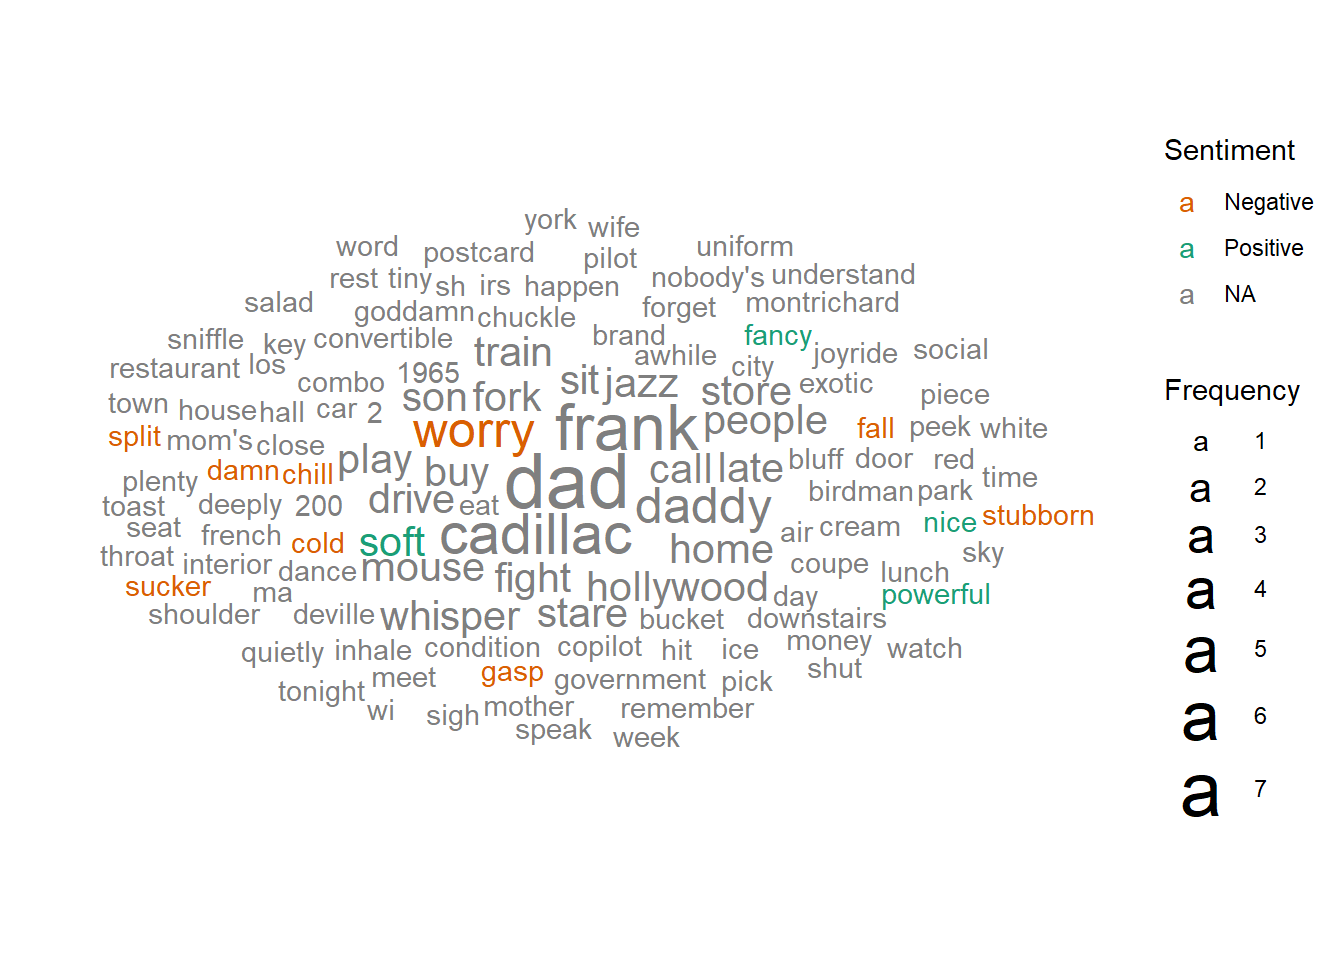 york wife
word postcard pilot uniform
rest tiny sh irs happen nobody's understand
salad goddamn chuckle forget montrichard
sniffle key convertible brand fancy
restaurant los train awhile city joyride social
combo 1965 sit jazz store exotic piece
town house hall car 2 son fork frank people
split mom's close worry fall peek white
plenty damn chill play buy dad call late bluff door red time
toast deeply 200 drive eat daddy birdman park
seat french cold soft cadillac air cream nice stubborn
throat interior dance mouse fight home coupe lunch sky
sucker ma hollywood day powerful
shoulder deville whisper stare bucket downstairs
quietly inhale condition copilot hit ice money watch
tonight meet gasp government pick shut
wi sigh mother remember
speak week
Sentiment
a Negative
a Positive
a NA
Frequency
a 1
a 2
a 3
a 4
a 5
a 6
a 7